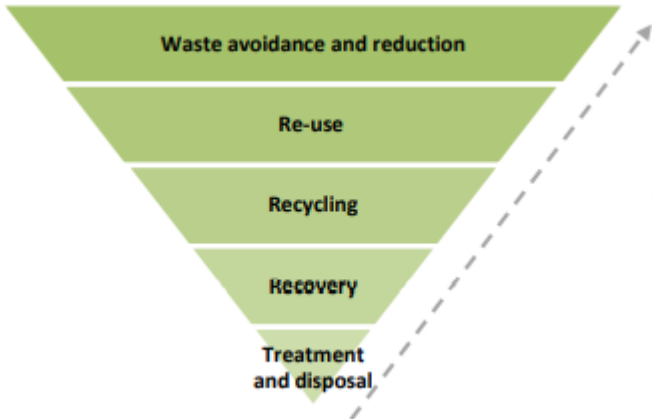 Waste avoidance and reduction
Re-use
Recycling
Recovery
Treatment
and disposal